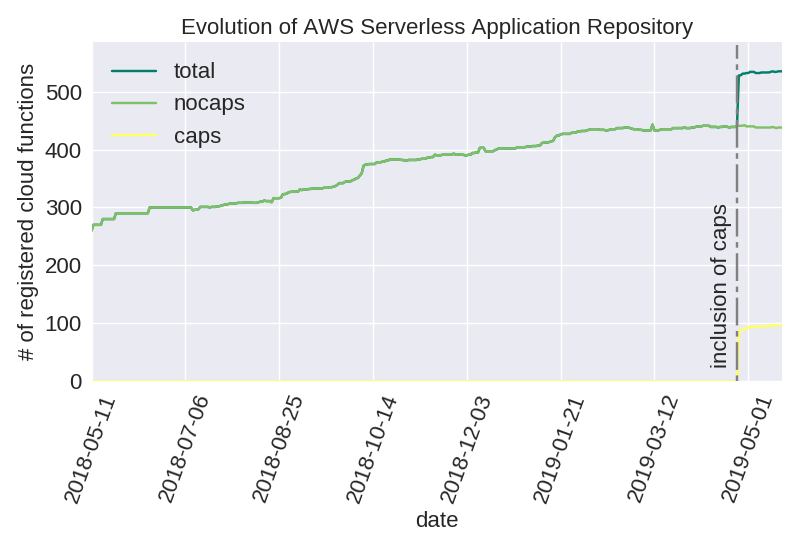 Evolution of AWS Serverless Application Repository
# of registered cloud functions
500
400
300
200
100
0
total
nocaps
caps
inclusion of caps
2018-05-11
2018-07-06
2018-08-25
2018-10-14
2018-12-03
2019-01-21
2019-03-12
2019-05-01
date